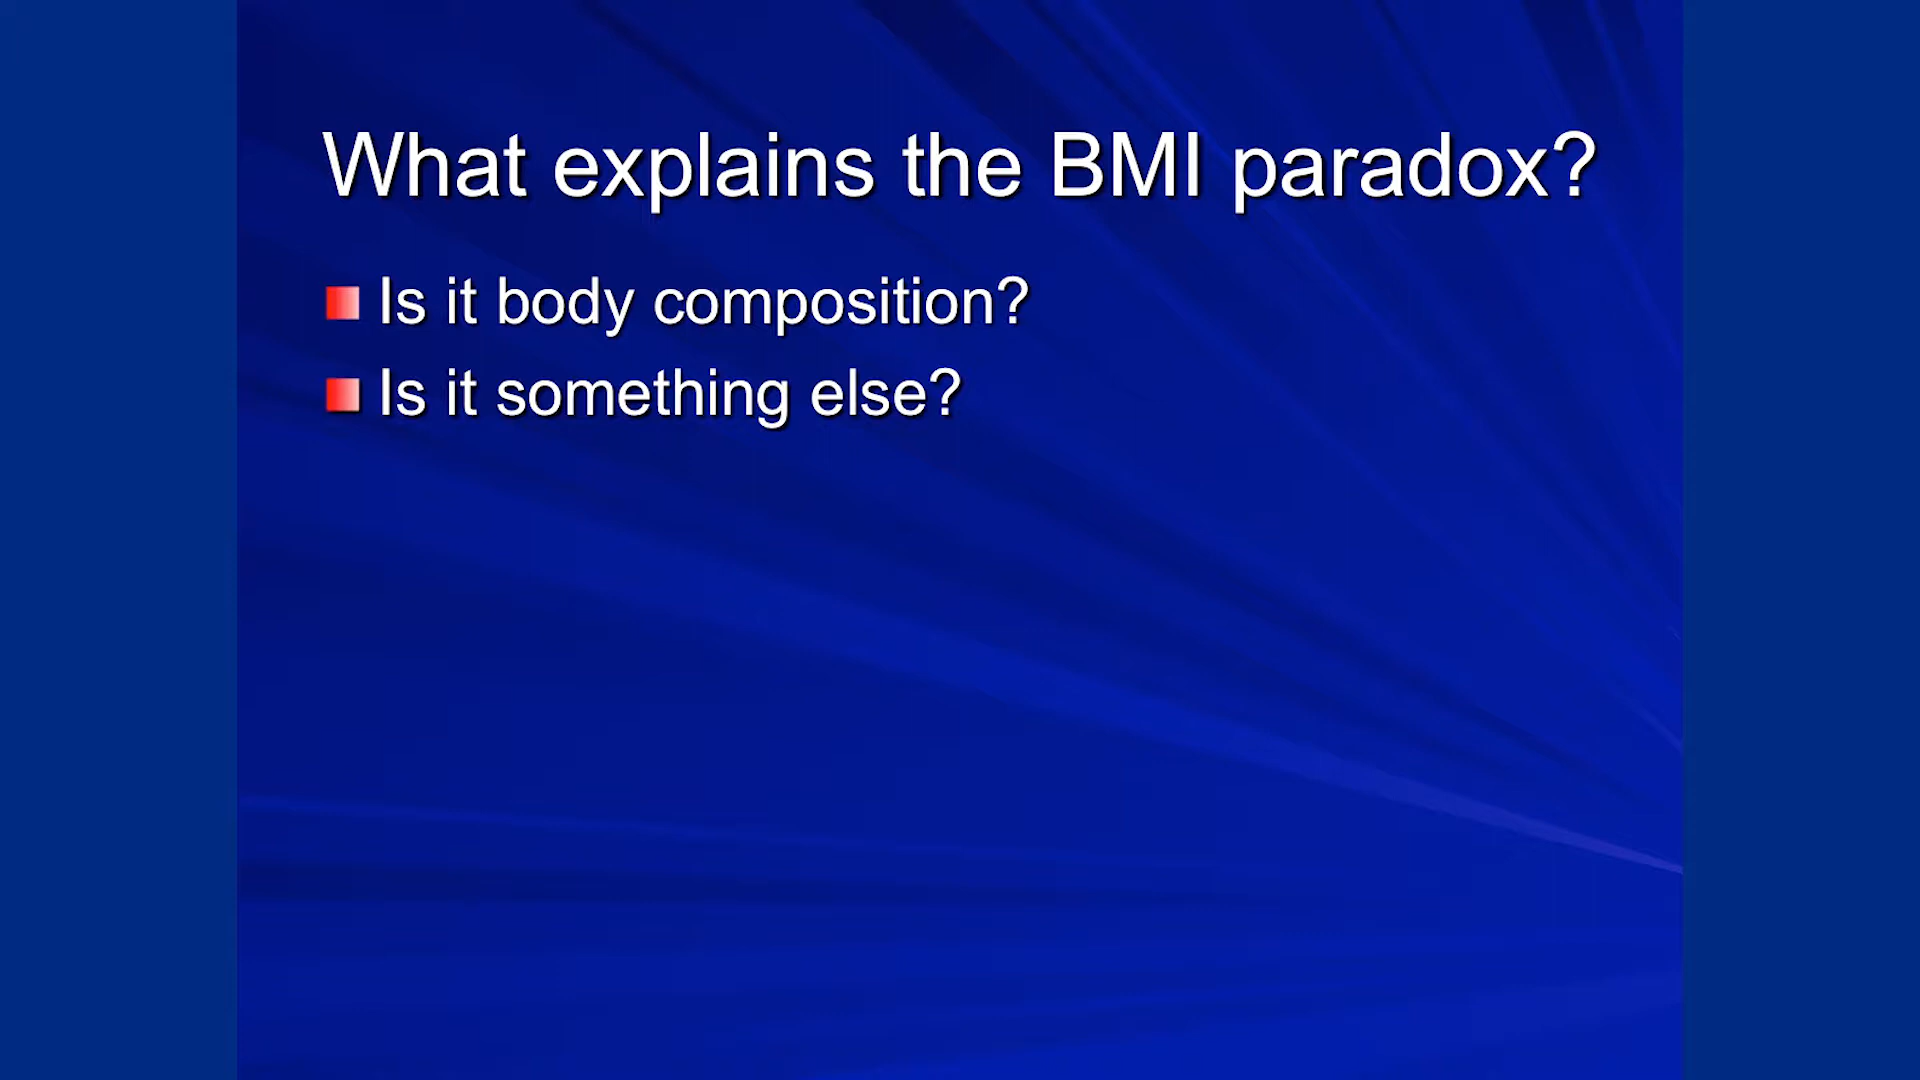 What explains the BMI paradox?
Is it body composition?
Is it something else?